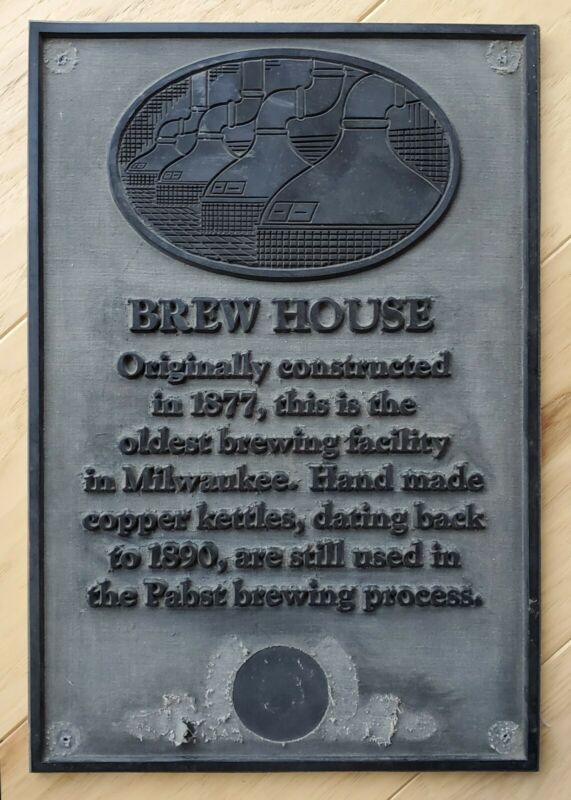 BREW HOUSE
Originally constructed
in 1877, this is the
oldest brewing facility
in Milwaukee. Hand made
copper kettles, dating back
to 1890, are still used in
the Pabst brewing process.